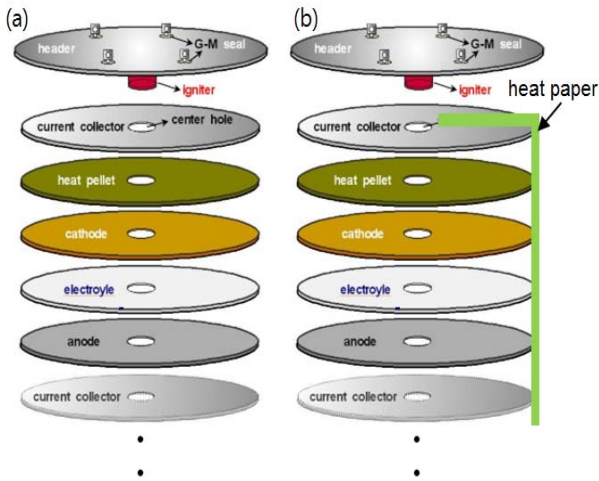 (a)
header
G-M seal
igniter
current collector
center hole
heat pellet
cathode
electroyle
anode
current collector
(b)
header
G-M seal
igniter
heat paper
current collector
heat pellet
cathode
electroyle
anode
current collector